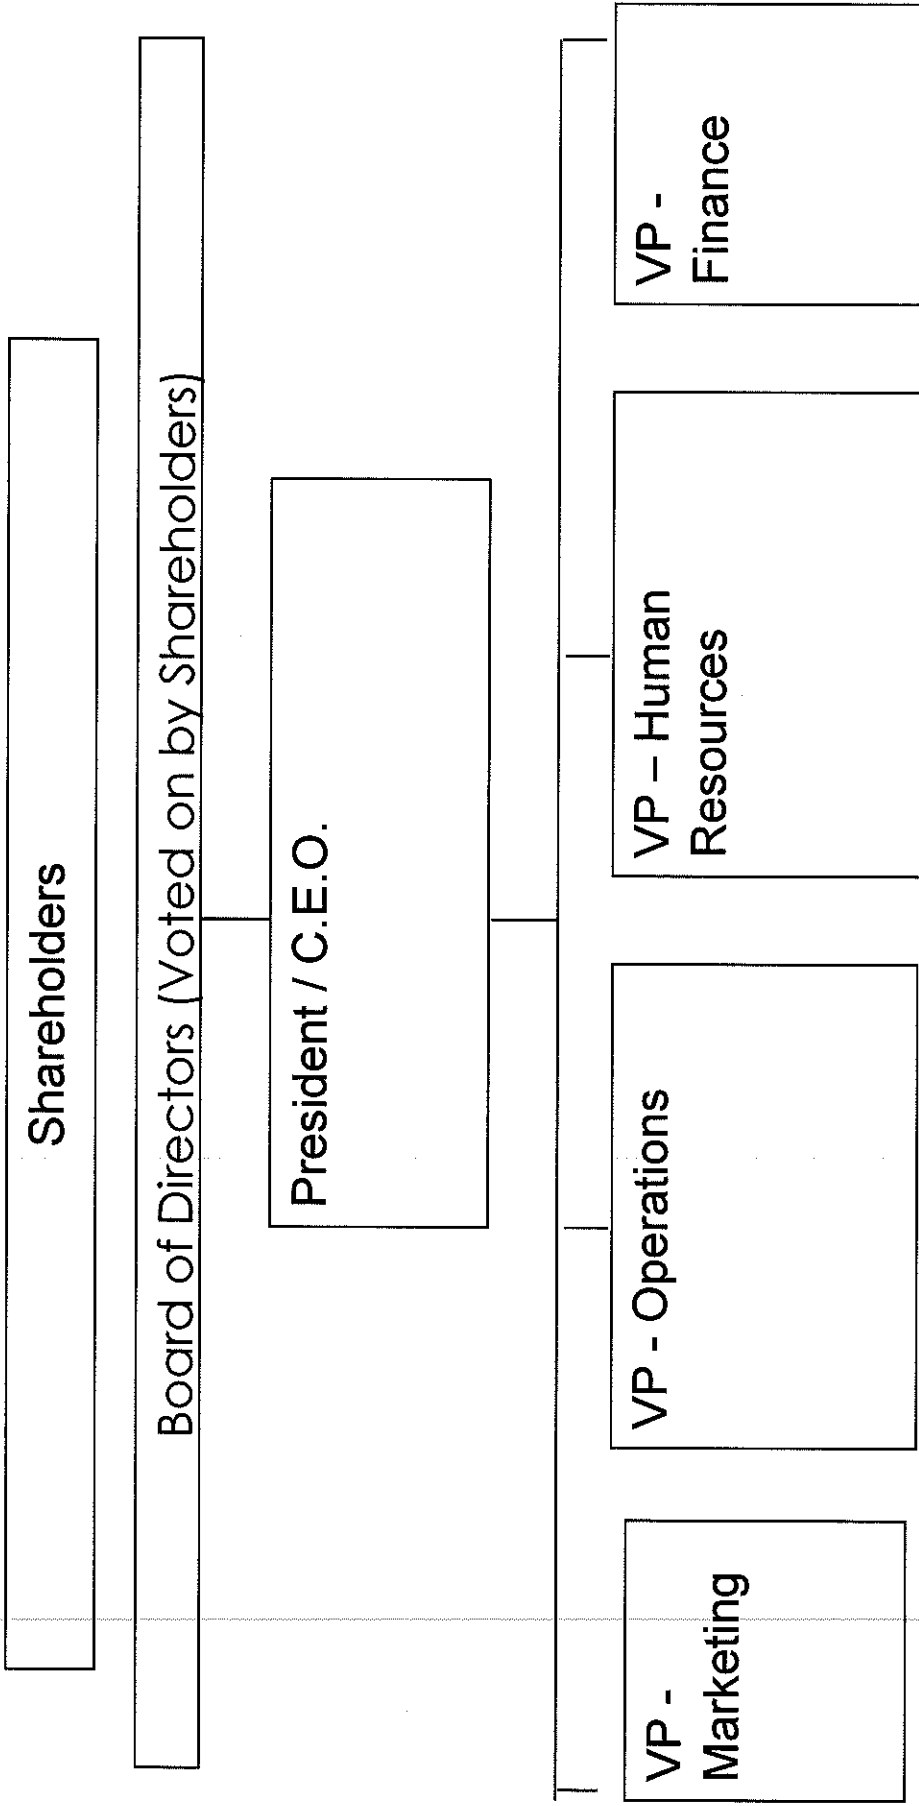 Shareholders
Board of Directors (Voted on by Shareholders)
President / C.E.O.
VP -
Marketing
VP - Operations
VP – Human
Resources
VP -
Finance